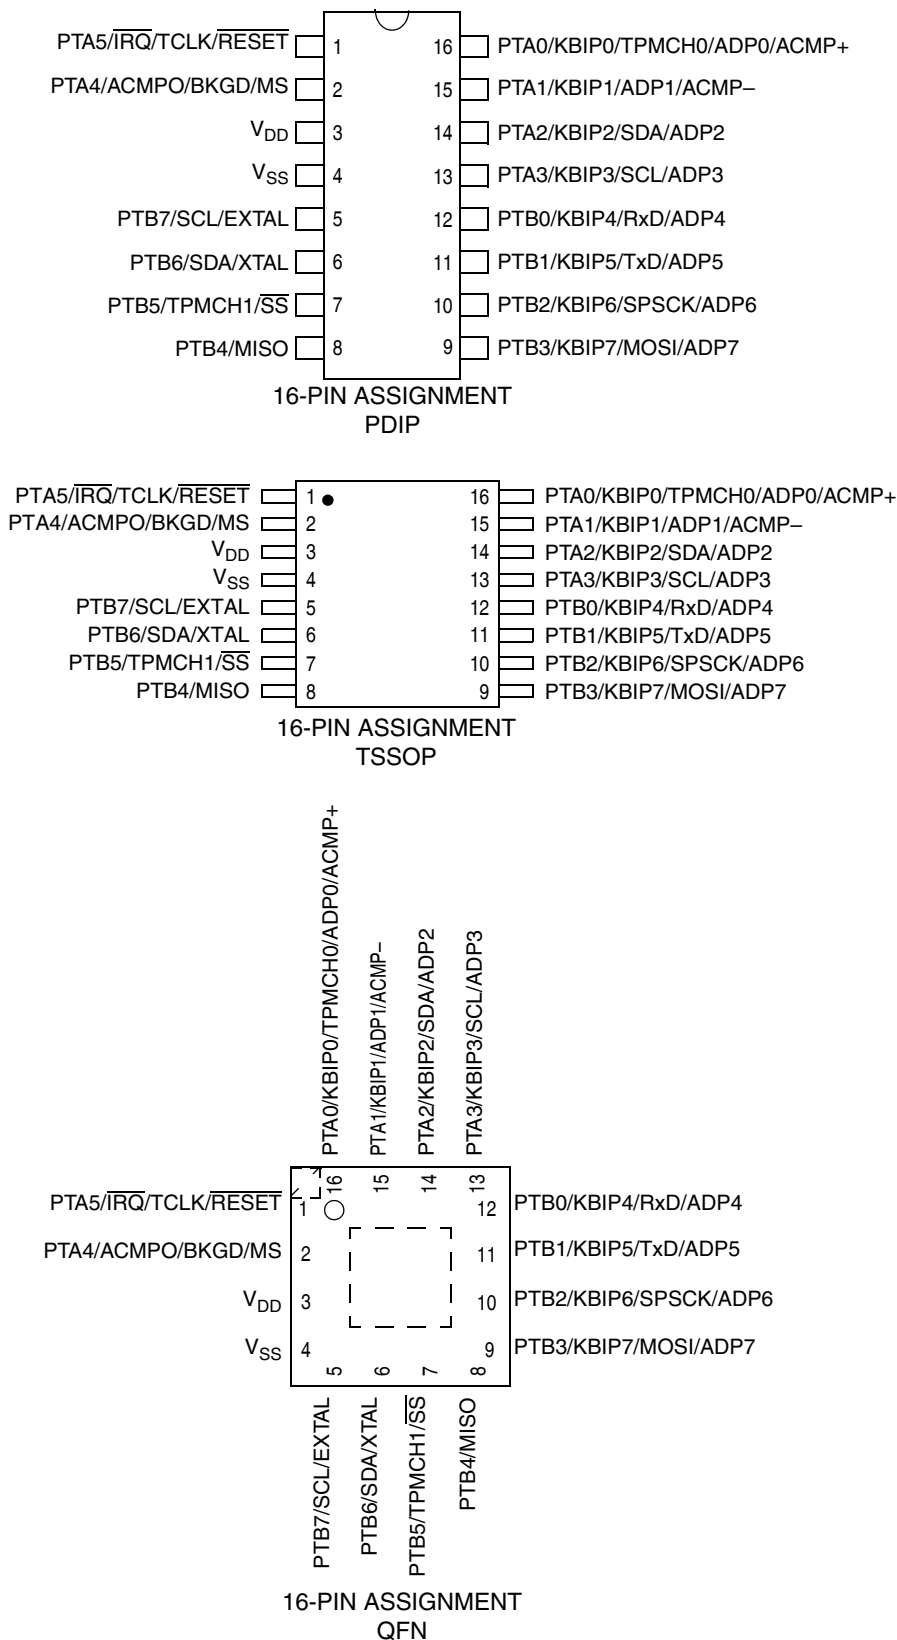 PTA5/IRQ/TCLK/RESET 1 16 PTA0/KBIP0/TPMCH0/ADP0/ACMP+
PTA4/ACMPO/BKGD/MS 2 15 PTA1/KBIP1/ADP1/ACMP–
VDD 3 14 PTA2/KBIP2/SDA/ADP2
VSS 4 13 PTA3/KBIP3/SCL/ADP3
PTB7/SCL/EXTAL 5 12 PTB0/KBIP4/RxD/ADP4
PTB6/SDA/XTAL 6 11 PTB1/KBIP5/TxD/ADP5
PTB5/TPMCH1/SS 7 10 PTB2/KBIP6/SPSCK/ADP6
PTB4/MISO 8 9 PTB3/KBIP7/MOSI/ADP7
16-PIN ASSIGNMENT
PDIP
PTA5/IRQ/TCLK/RESET 1 16 PTA0/KBIP0/TPMCH0/ADP0/ACMP+
PTA4/ACMPO/BKGD/MS 2 15 PTA1/KBIP1/ADP1/ACMP–
VDD 3 14 PTA2/KBIP2/SDA/ADP2
VSS 4 13 PTA3/KBIP3/SCL/ADP3
PTB7/SCL/EXTAL 5 12 PTB0/KBIP4/RxD/ADP4
PTB6/SDA/XTAL 6 11 PTB1/KBIP5/TxD/ADP5
PTB5/TPMCH1/SS 7 10 PTB2/KBIP6/SPSCK/ADP6
PTB4/MISO 8 9 PTB3/KBIP7/MOSI/ADP7
16-PIN ASSIGNMENT
TSSOP
PTA0/KBIP0/TPMCH0/ADP0/ACMP+
PTA1/KBIP1/ADP1/ACMP–
PTA2/KBIP2/SDA/ADP2
PTA3/KBIP3/SCL/ADP3
16 15 14 13
PTA5/IRQ/TCLK/RESET 1 12 PTB0/KBIP4/RxD/ADP4
PTA4/ACMPO/BKGD/MS 2 11 PTB1/KBIP5/TxD/ADP5
VDD 3 10 PTB2/KBIP6/SPSCK/ADP6
VSS 4 9 PTB3/KBIP7/MOSI/ADP7
5 6 7 8
PTB7/SCL/EXTAL
PTB6/SDA/XTAL
PTB5/TPMCH1/SS
PTB4/MISO
16-PIN ASSIGNMENT
QFN